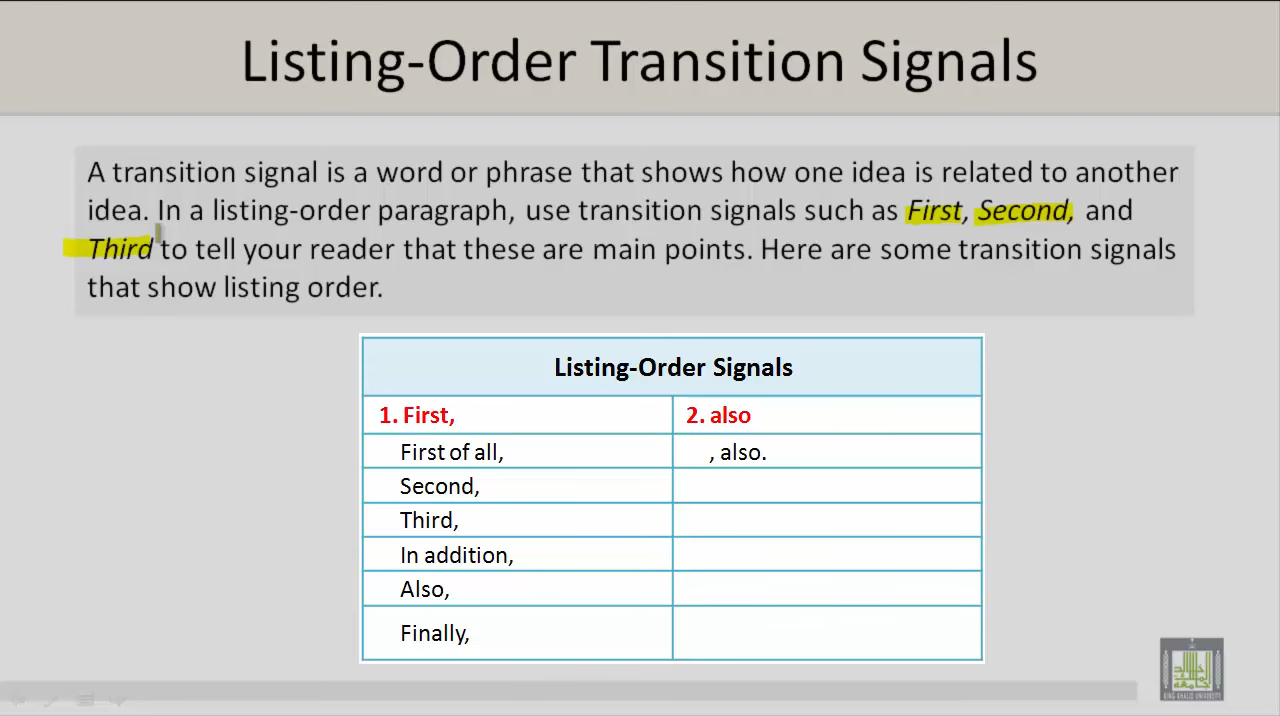 Listing-Order Transition Signals
A transition signal is a word or phrase that shows how one idea is related to another
idea. In a listing-order paragraph, use transition signals such as First, Second, and
Third to tell your reader that these are main points. Here are some transition signals
that show listing order.
Listing-Order Signals
1. First, 2. also
First of all, , also.
Second,
Third,
In addition,
Also,
Finally,
KING KHALID UNIVERSITY